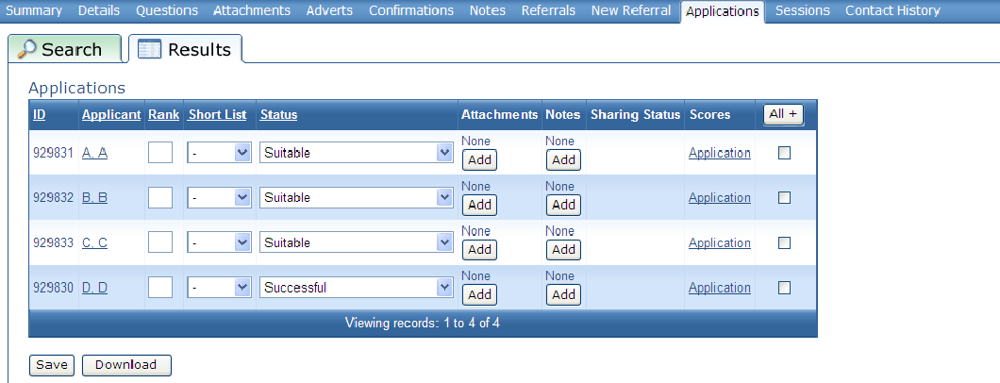 Summary Details Questions Attachments Adverts Confirmations Notes Referrals New Referral Applications Sessions Contact History
Search Results
Applications
ID Applicant Rank Short List Status Attachments Notes Sharing Status Scores All +
929831 A, A - Suitable None Add None Add Application
929832 B, B - Suitable None Add None Add Application
929833 C, C - Suitable None Add None Add Application
929830 D, D - Successful None Add None Add Application
Viewing records: 1 to 4 of 4
Save Download